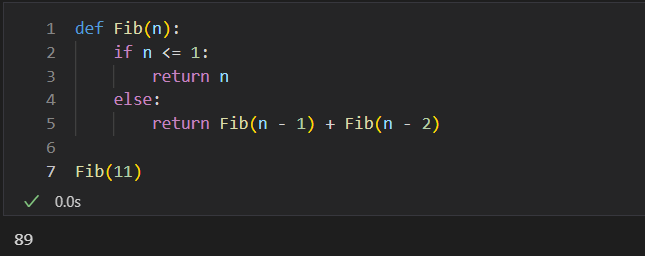 1 def Fib(n):
2     if n <= 1:
3         return n
4     else:
5         return Fib(n - 1) + Fib(n - 2)
6
7 Fib(11)
0.0s
89